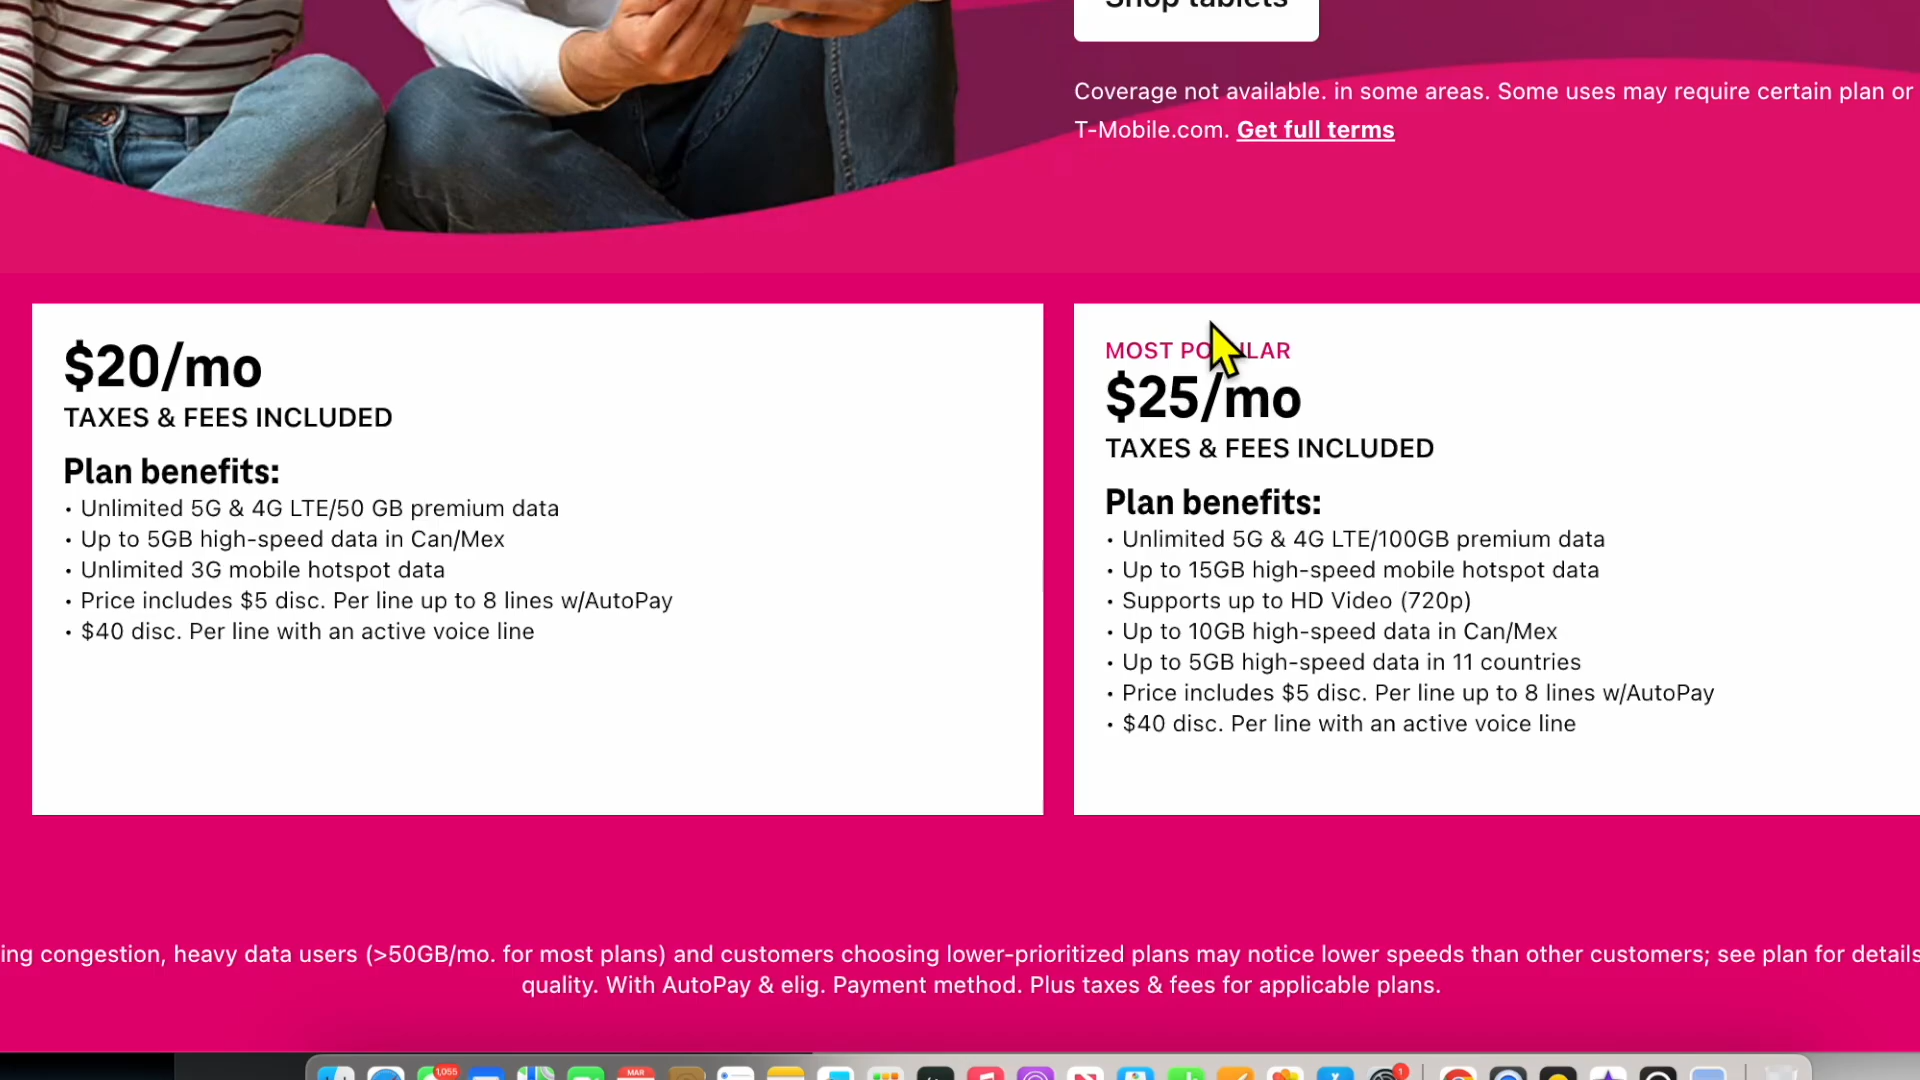 Shop tablets
Coverage not available. in some areas. Some uses may require certain plan or
T-Mobile.com. Get full terms
$20/mo
TAXES & FEES INCLUDED
Plan benefits:
• Unlimited 5G & 4G LTE/50 GB premium data
• Up to 5GB high-speed data in Can/Mex
• Unlimited 3G mobile hotspot data
• Price includes $5 disc. Per line up to 8 lines w/AutoPay
• $40 disc. Per line with an active voice line
MOST POPULAR
$25/mo
TAXES & FEES INCLUDED
Plan benefits:
• Unlimited 5G & 4G LTE/100GB premium data
• Up to 15GB high-speed mobile hotspot data
• Supports up to HD Video (720p)
• Up to 10GB high-speed data in Can/Mex
• Up to 5GB high-speed data in 11 countries
• Price includes $5 disc. Per line up to 8 lines w/AutoPay
• $40 disc. Per line with an active voice line
ing congestion, heavy data users (>50GB/mo. for most plans) and customers choosing lower-prioritized plans may notice lower speeds than other customers; see plan for details
quality. With AutoPay & elig. Payment method. Plus taxes & fees for applicable plans.
1,055
MAR
1